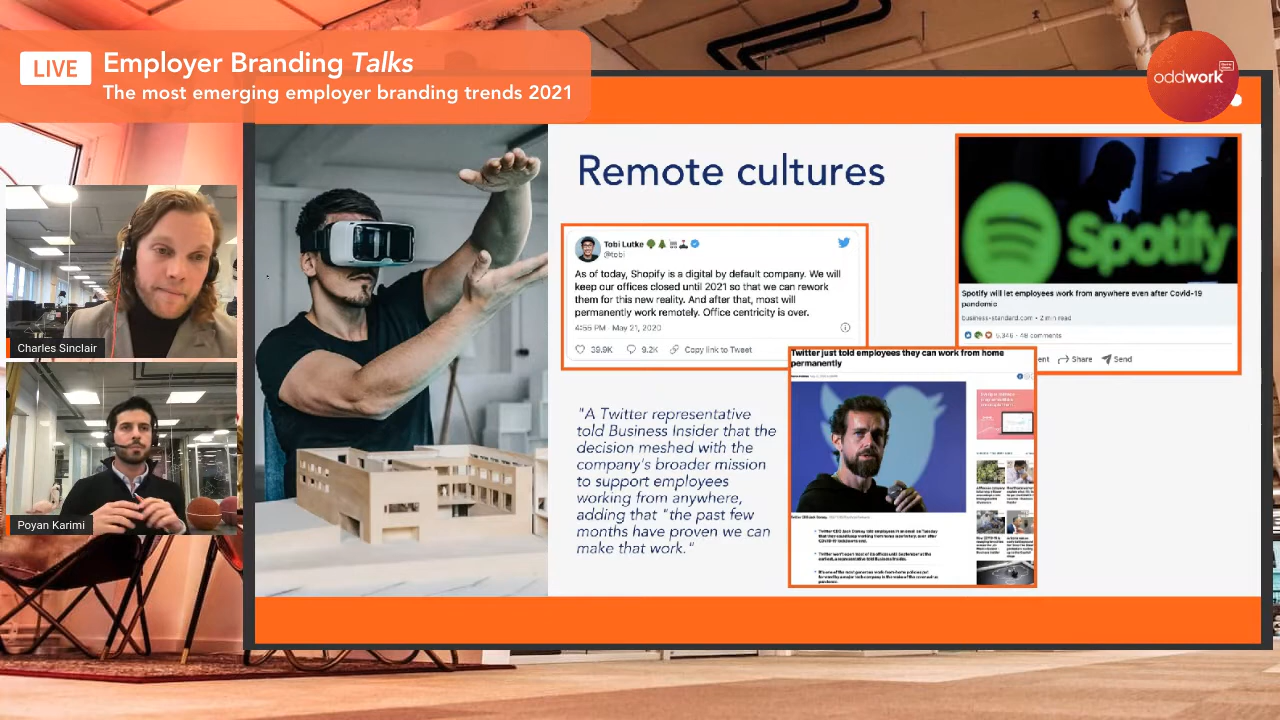 LIVE
Employer Branding Talks
The most emerging employer branding trends 2021
oddwork
Charles Sinclair
Poyan Karimi
Remote cultures
Tobi Lutke
@tobi
As of today, Shopify is a digital by default company. We will
keep our offices closed until 2021 so that we can rework
them for this new reality. And after that, most will
permanently work remotely. Office centricity is over.
4:55 PM · May 21, 2020
39.9K 9.2K Copy link to Tweet
Spotify
Spotify will let employees work from anywhere even after Covid-19
pandemic
business-standard.com • 2 min read
9,346 · 48 comments
ent Share Send
Twitter just told employees they can work from home
permanently
"A Twitter representative
told Business Insider that the
decision meshed with the
company's broader mission
to support employees
working from anywhere,
adding that "the past few
months have proven we can
make that work."